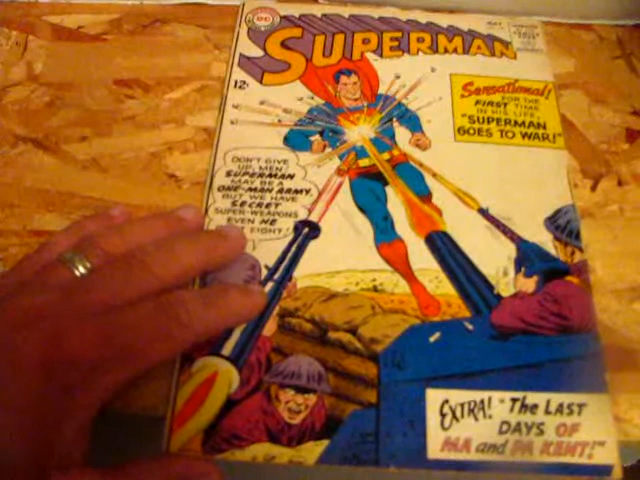 DC
SUPERMAN
MAY
12¢
Sensational!
FOR THE
FIRST TIME
IN HIS LIFE,
"SUPERMAN
GOES TO WAR!"
DON'T GIVE
UP, MEN!
SUPERMAN
MAY BE A
ONE-MAN ARMY,
BUT WE HAVE
SECRET
SUPER-WEAPONS
EVEN HE
FIGHT!
EXTRA! "The LAST
DAYS OF
MA and PA KENT!"